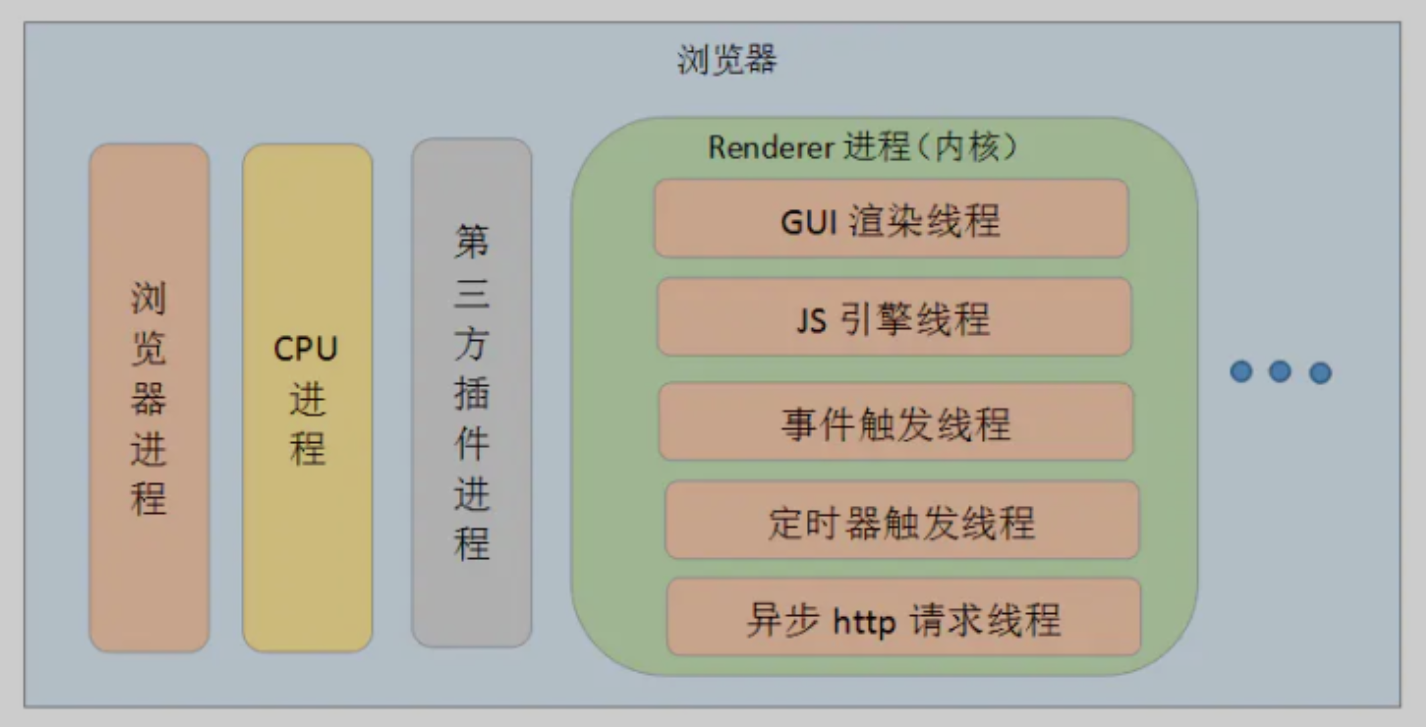 浏览器
浏览器进程
CPU
进程
第三方插件进程
Renderer 进程（内核）
GUI 渲染线程
JS 引擎线程
事件触发线程
定时器触发线程
异步 http 请求线程